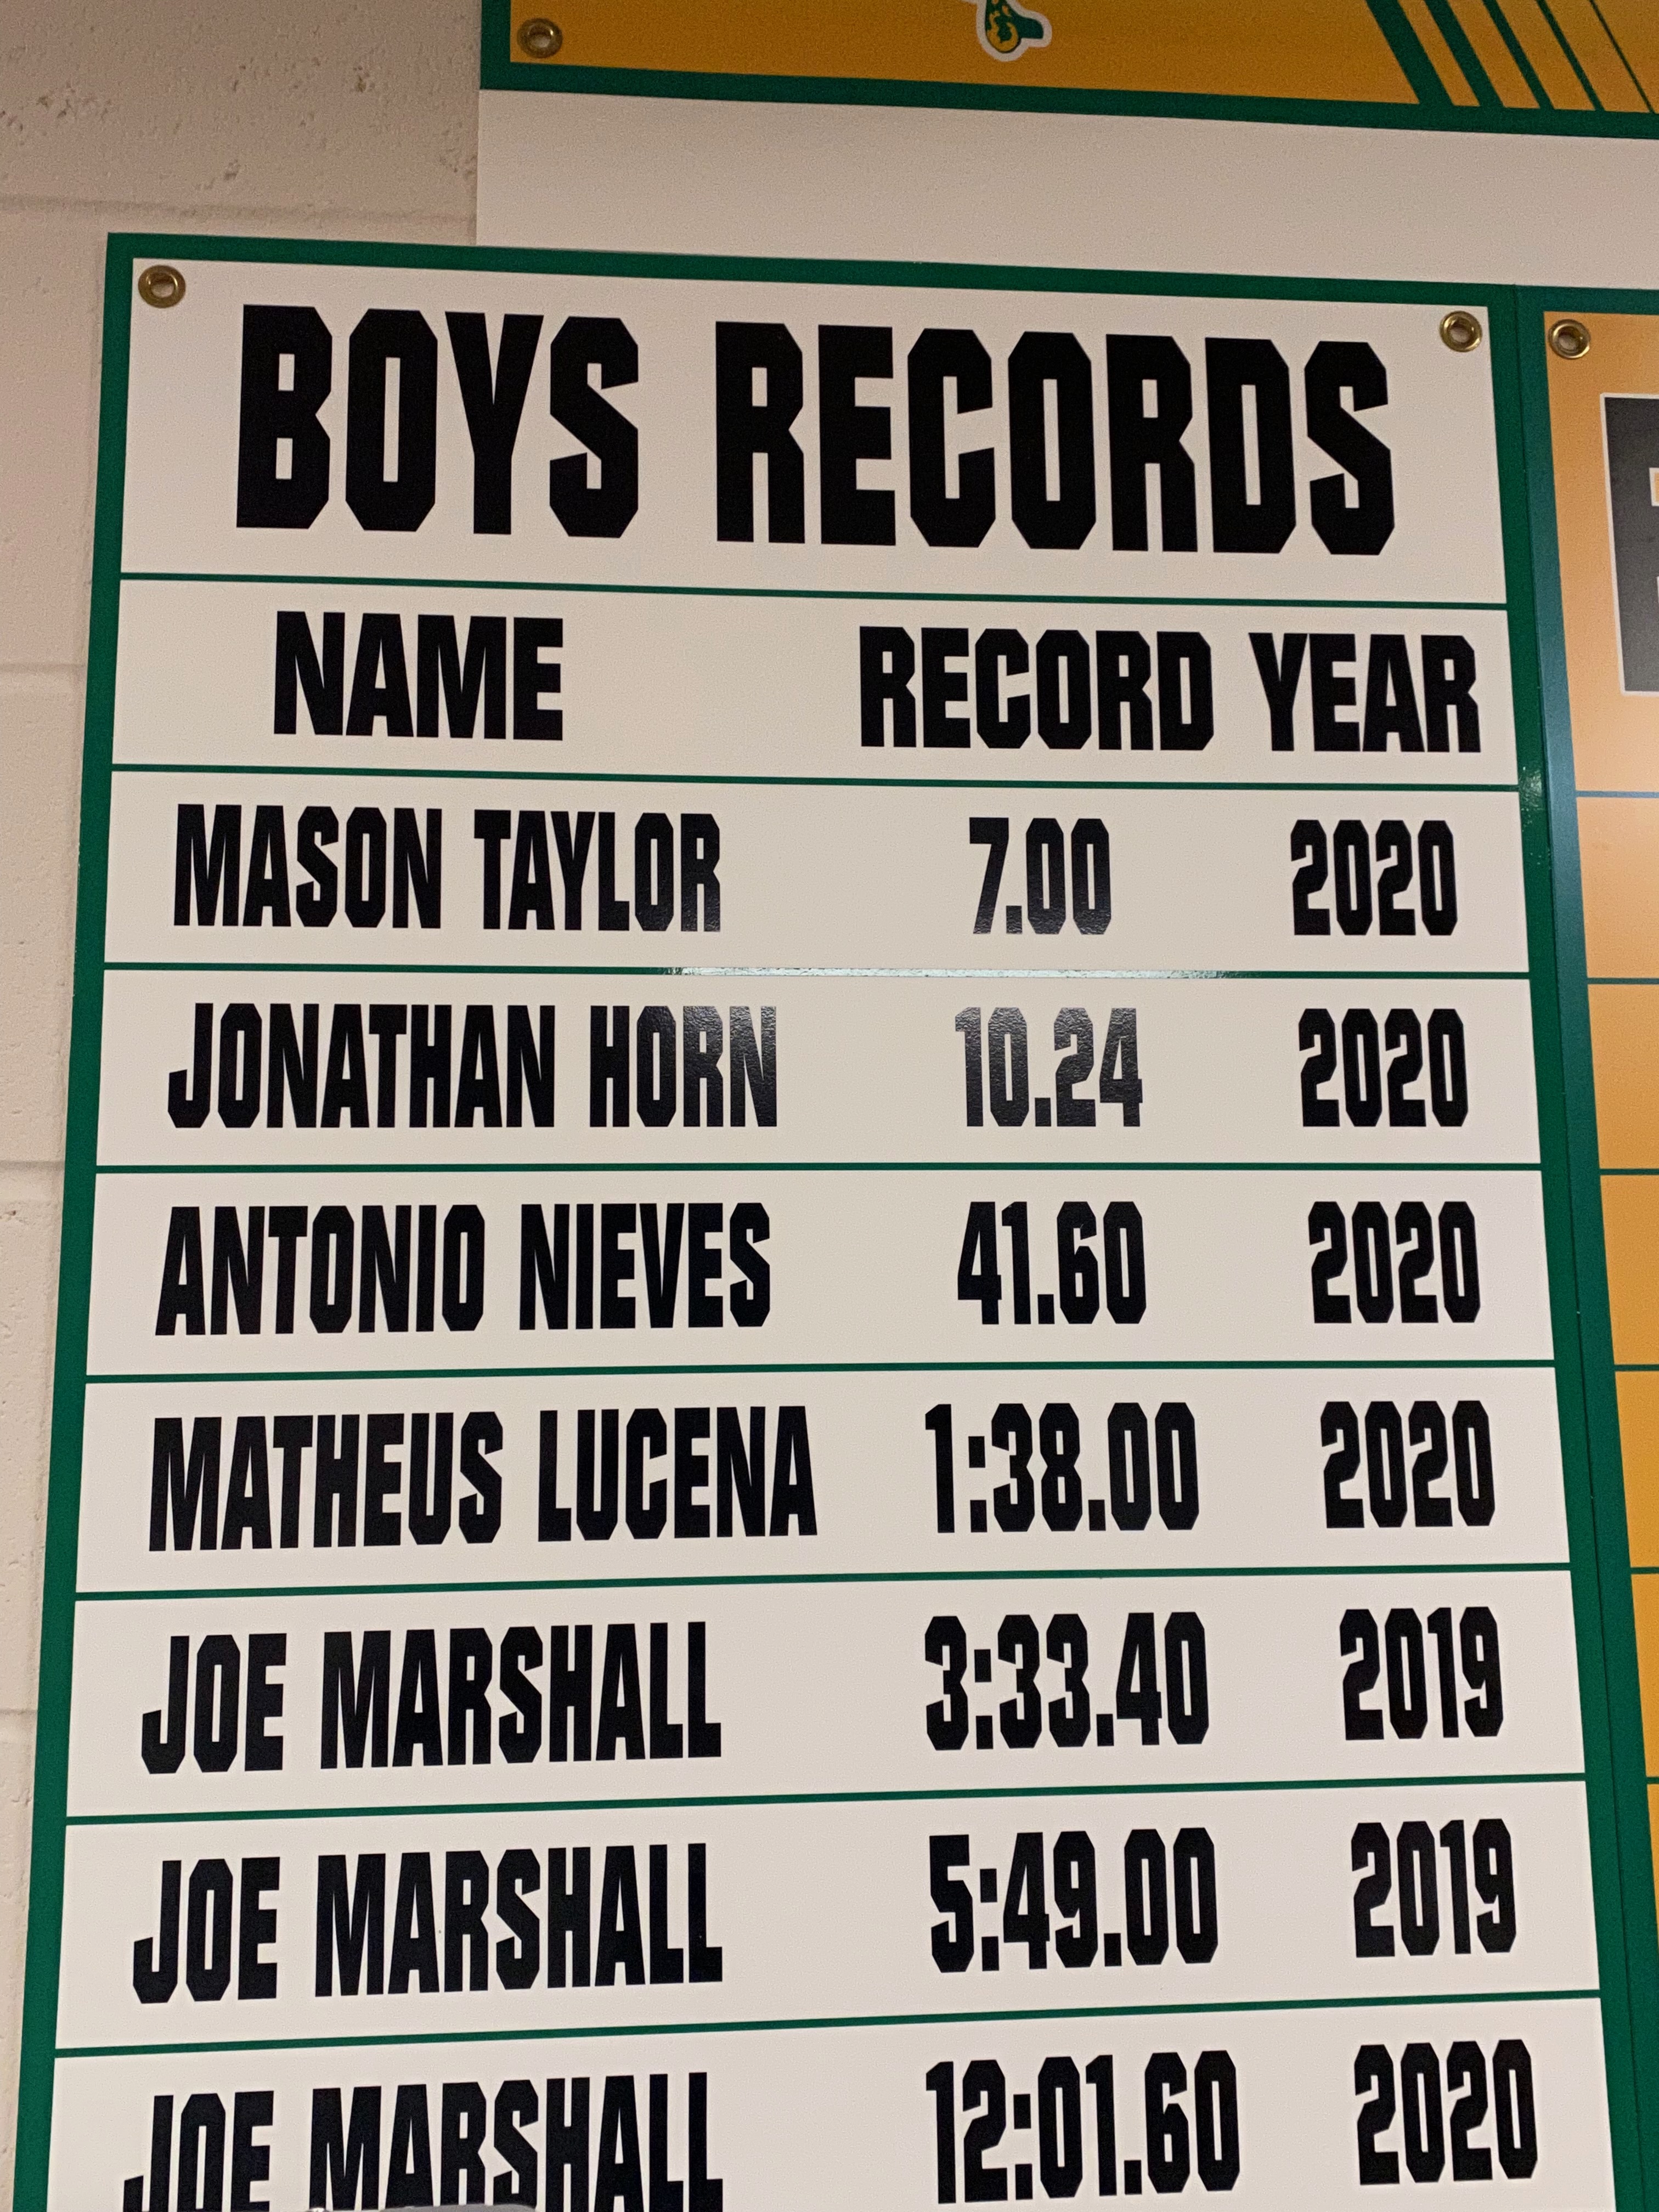 BOYS RECORDS
NAME RECORD YEAR
MASON TAYLOR 7.00 2020
JONATHAN HORN 10.24 2020
ANTONIO NIEVES 41.60 2020
MATHEUS LUCENA 1:38.00 2020
JOE MARSHALL 3:33.40 2019
JOE MARSHALL 5:49.00 2019
JOE MARSHALL 12:01.60 2020